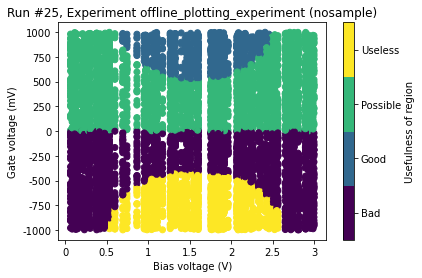 Run #25, Experiment offline_plotting_experiment (nosample)
1000
750
500
250
0
-250
-500
-750
-1000
Gate voltage (mV)
0
0.5
1
1.5
2
2.5
3
Bias voltage (V)
Useless
Possible
Good
Bad
Usefulness of region